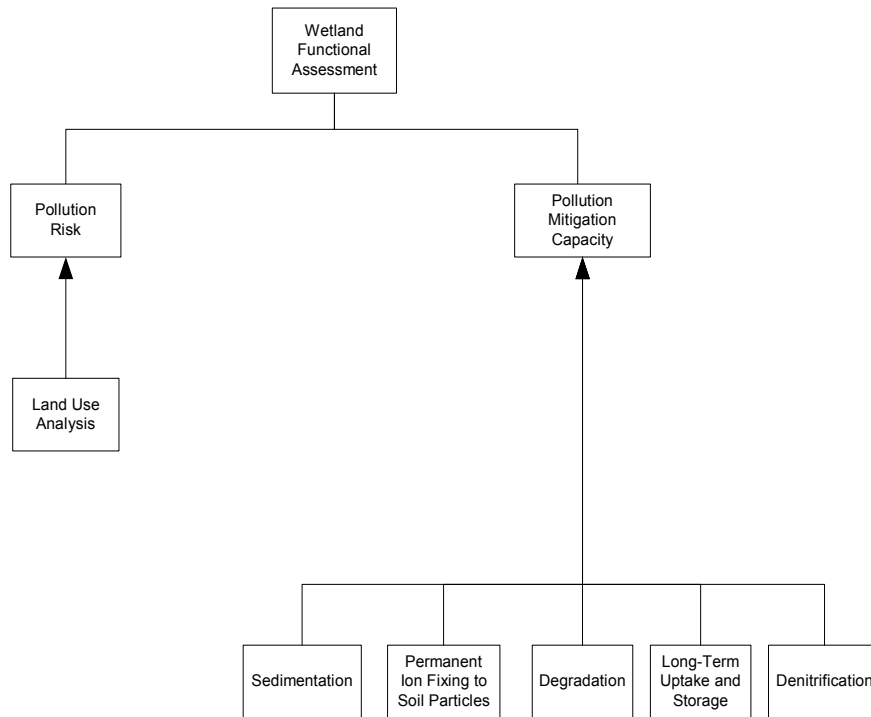 Wetland
Functional
Assessment
Pollution
Risk
Pollution
Mitigation
Capacity
Land Use
Analysis
Sedimentation
Permanent
Ion Fixing to
Soil Particles
Degradation
Long-Term
Uptake and
Storage
Denitrification